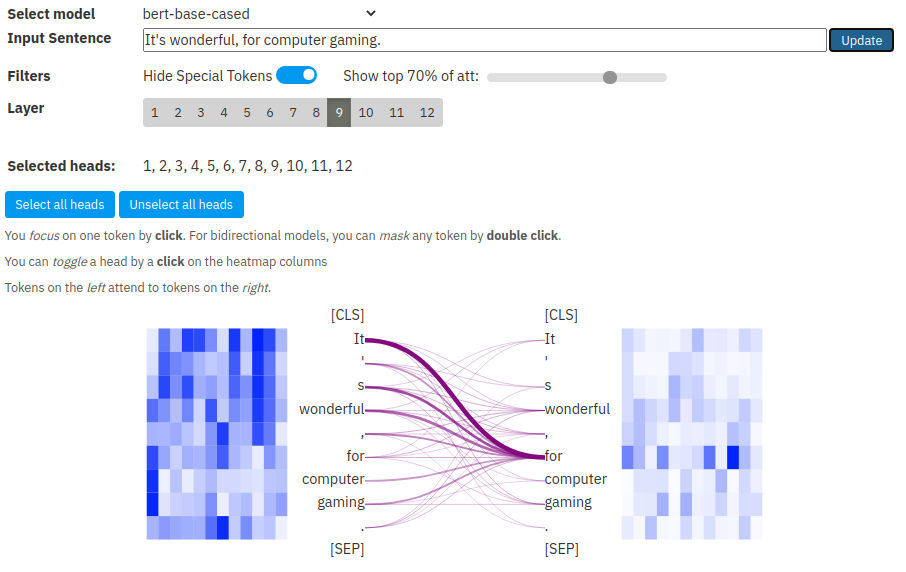 Select model bert-base-cased
Input Sentence It's wonderful, for computer gaming. Update
Filters Hide Special Tokens Show top 70% of att:
Layer 1 2 3 4 5 6 7 8 9 10 11 12
Selected heads: 1, 2, 3, 4, 5, 6, 7, 8, 9, 10, 11, 12
Select all heads Unselect all heads
You focus on one token by click. For bidirectional models, you can mask any token by double click.
You can toggle a head by a click on the heatmap columns
Tokens on the left attend to tokens on the right.
[CLS] [CLS]
It It
' '
s s
wonderful wonderful
, ,
for for
computer computer
gaming gaming
. .
[SEP] [SEP]